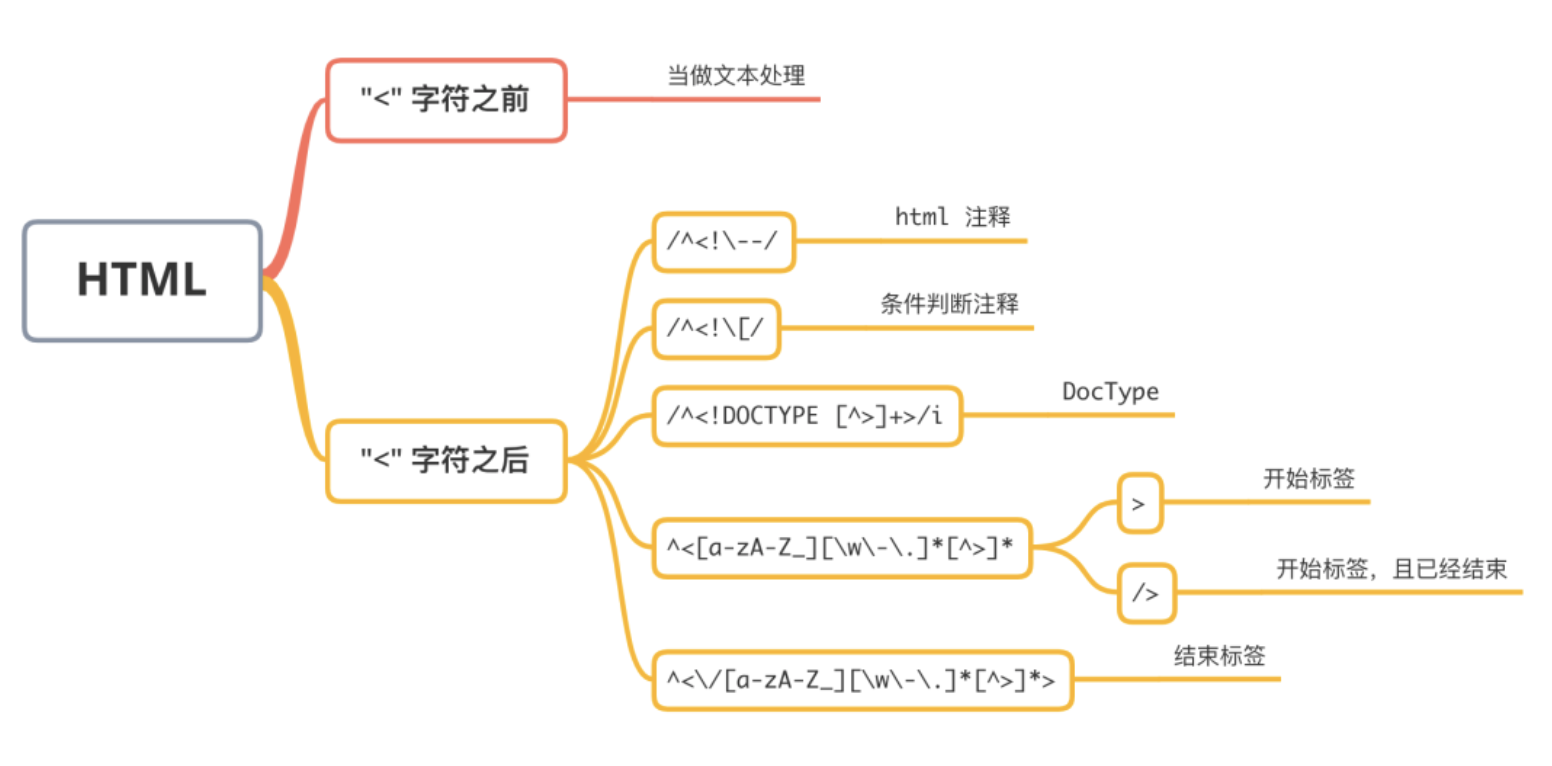 "<" 字符之前
当做文本处理
HTML
"<" 字符之后
/^<!\--/
html 注释
/^<!\[/
条件判断注释
/^<!DOCTYPE [^>]+>/i
DocType
^<[a-zA-Z_][\w\-\.]*[^>]*
>
开始标签
/>
开始标签，且已经结束
^<\/[a-zA-Z_][\w\-\.]*[^>]*>
结束标签